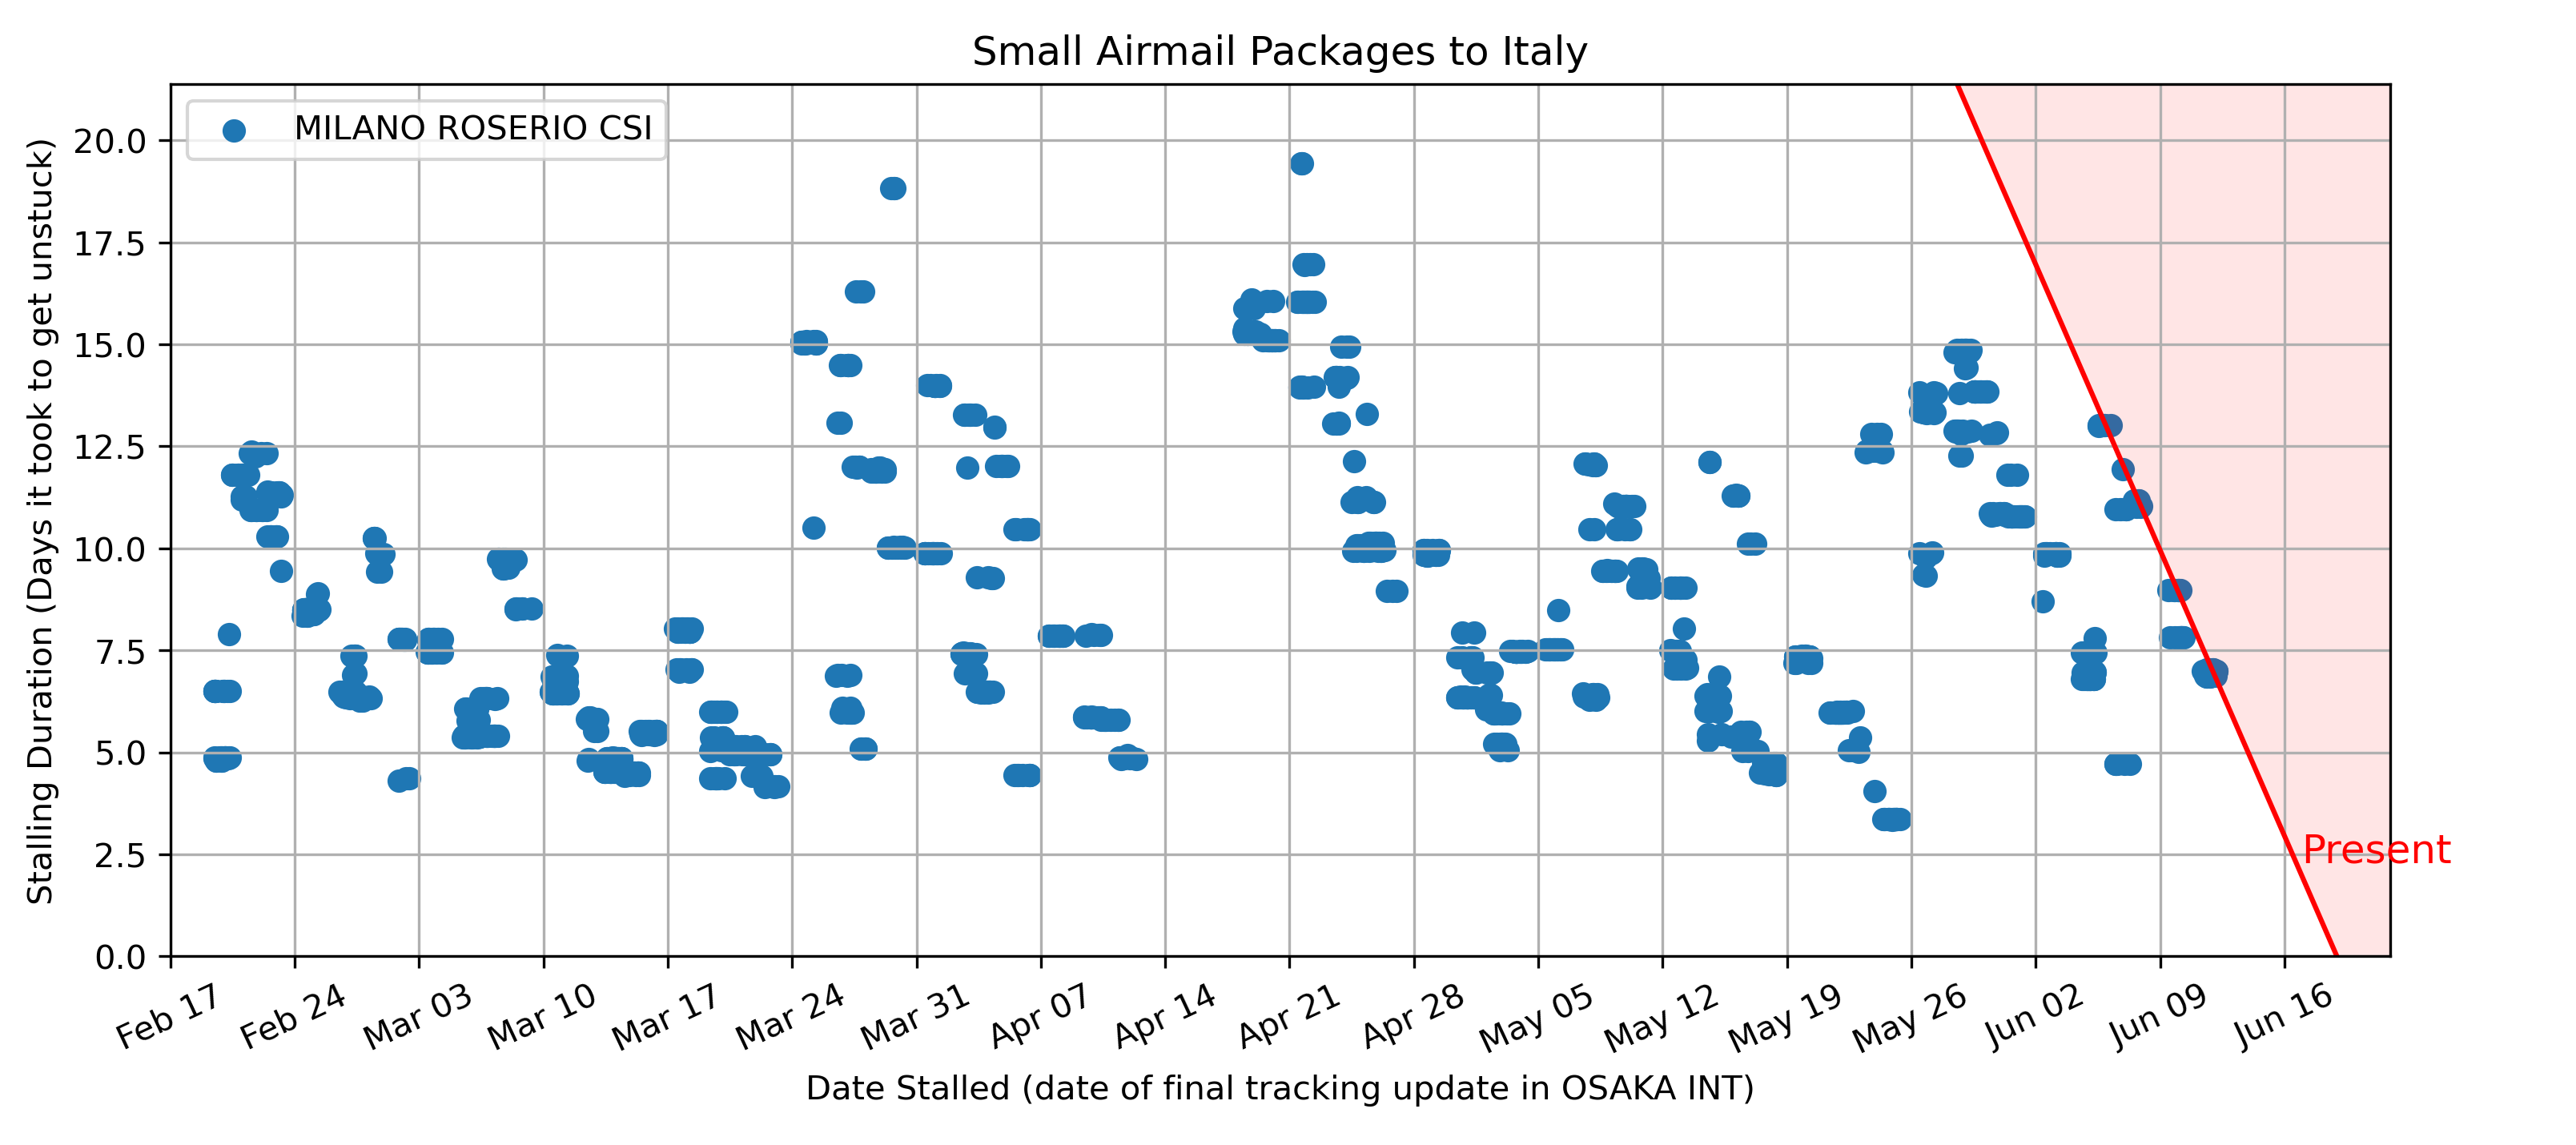 Small Airmail Packages to Italy
MILANO ROSERIO CSI
Stalling Duration (Days it took to get unstuck)
20.0
17.5
15.0
12.5
10.0
7.5
5.0
2.5
0.0
Present
Feb 17 Feb 24 Mar 03 Mar 10 Mar 17 Mar 24 Mar 31 Apr 07 Apr 14 Apr 21 Apr 28 May 05 May 12 May 19 May 26 Jun 02 Jun 09 Jun 16
Date Stalled (date of final tracking update in OSAKA INT)